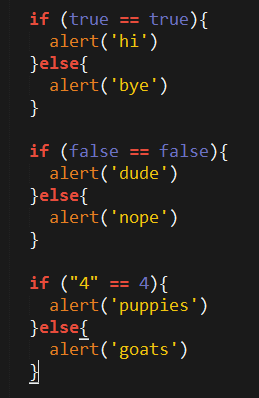 if (true == true){
  alert('hi')
}else{
  alert('bye')
}

if (false == false){
  alert('dude')
}else{
  alert('nope')
}

if ("4" == 4){
  alert('puppies')
}else{
  alert('goats')
}